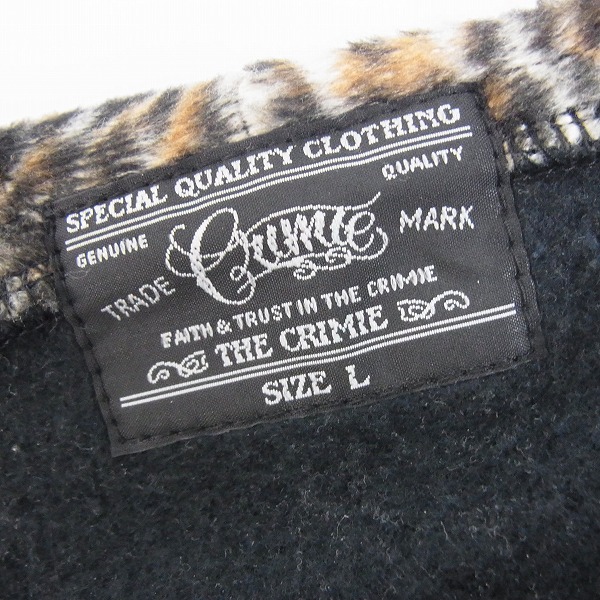 SPECIAL QUALITY CLOTHING
GENUINE QUALITY
TRADE Crimie MARK
FAITH & TRUST IN THE CRIMIE
THE CRIMIE
SIZE L